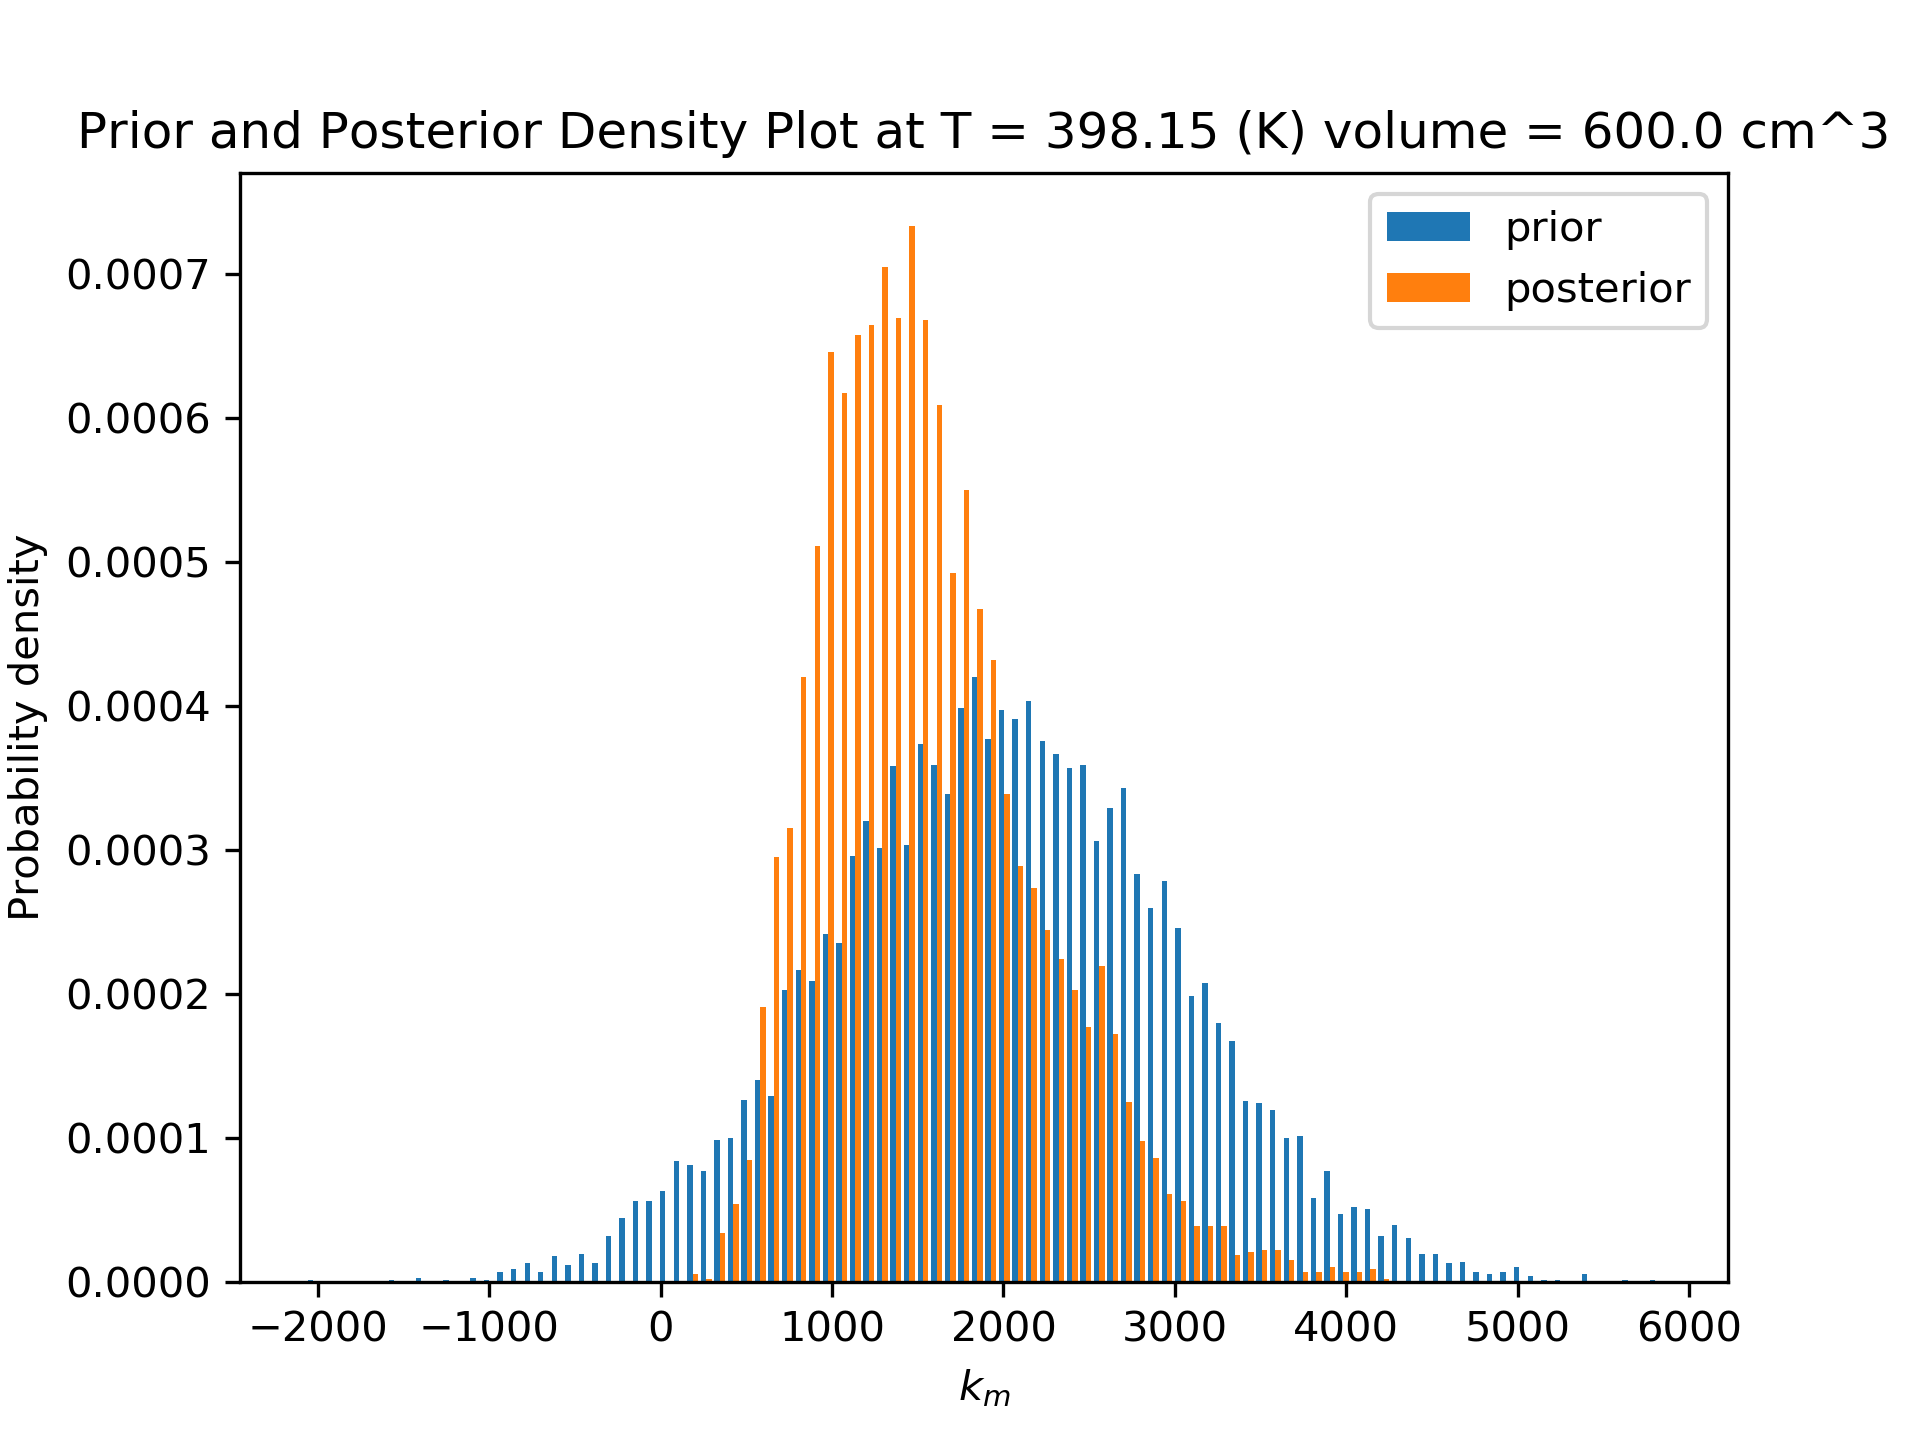 Prior and Posterior Density Plot at T = 398.15 (K) volume = 600.0 cm^3
prior
posterior
0.0007
0.0006
0.0005
0.0004
0.0003
0.0002
0.0001
0.0000
Probability density
−2000 −1000 0 1000 2000 3000 4000 5000 6000
k_m